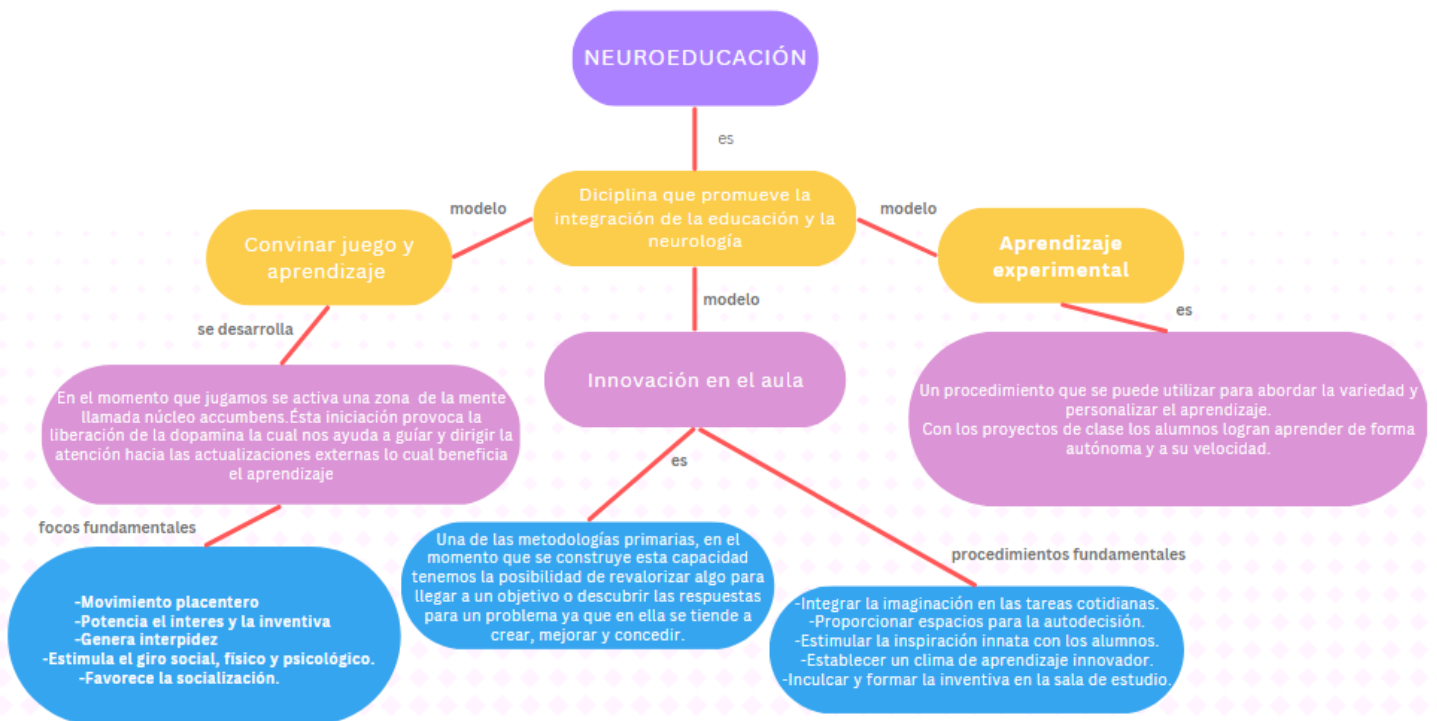 NEUROEDUCACIÓN
es
Diciplina que promueve la
integración de la educación y la
neurología
modelo
Convinar juego y
aprendizaje
se desarrolla
En el momento que jugamos se activa una zona de la mente
llamada núcleo accumbens.Ésta iniciación provoca la
liberación de la dopamina la cual nos ayuda a guíar y dirigir la
atención hacia las actualizaciones externas lo cual beneficia
el aprendizaje
focos fundamentales
-Movimiento placentero
-Potencia el interes y la inventiva
-Genera interpidez
-Estimula el giro social, físico y psicológico.
-Favorece la socialización.
modelo
Innovación en el aula
es
Una de las metodologías primarias, en el
momento que se construye esta capacidad
tenemos la posibilidad de revalorizar algo para
llegar a un objetivo o descubrir las respuestas
para un problema ya que en ella se tiende a
crear, mejorar y concedir.
procedimientos fundamentales
-Integrar la imaginación en las tareas cotidianas.
-Proporcionar espacios para la autodecisión.
-Estimular la inspiración innata con los alumnos.
-Establecer un clima de aprendizaje innovador.
-Inculcar y formar la inventiva en la sala de estudio.
modelo
Aprendizaje
experimental
es
Un procedimiento que se puede utilizar para abordar la variedad y
personalizar el aprendizaje.
Con los proyectos de clase los alumnos logran aprender de forma
autónoma y a su velocidad.